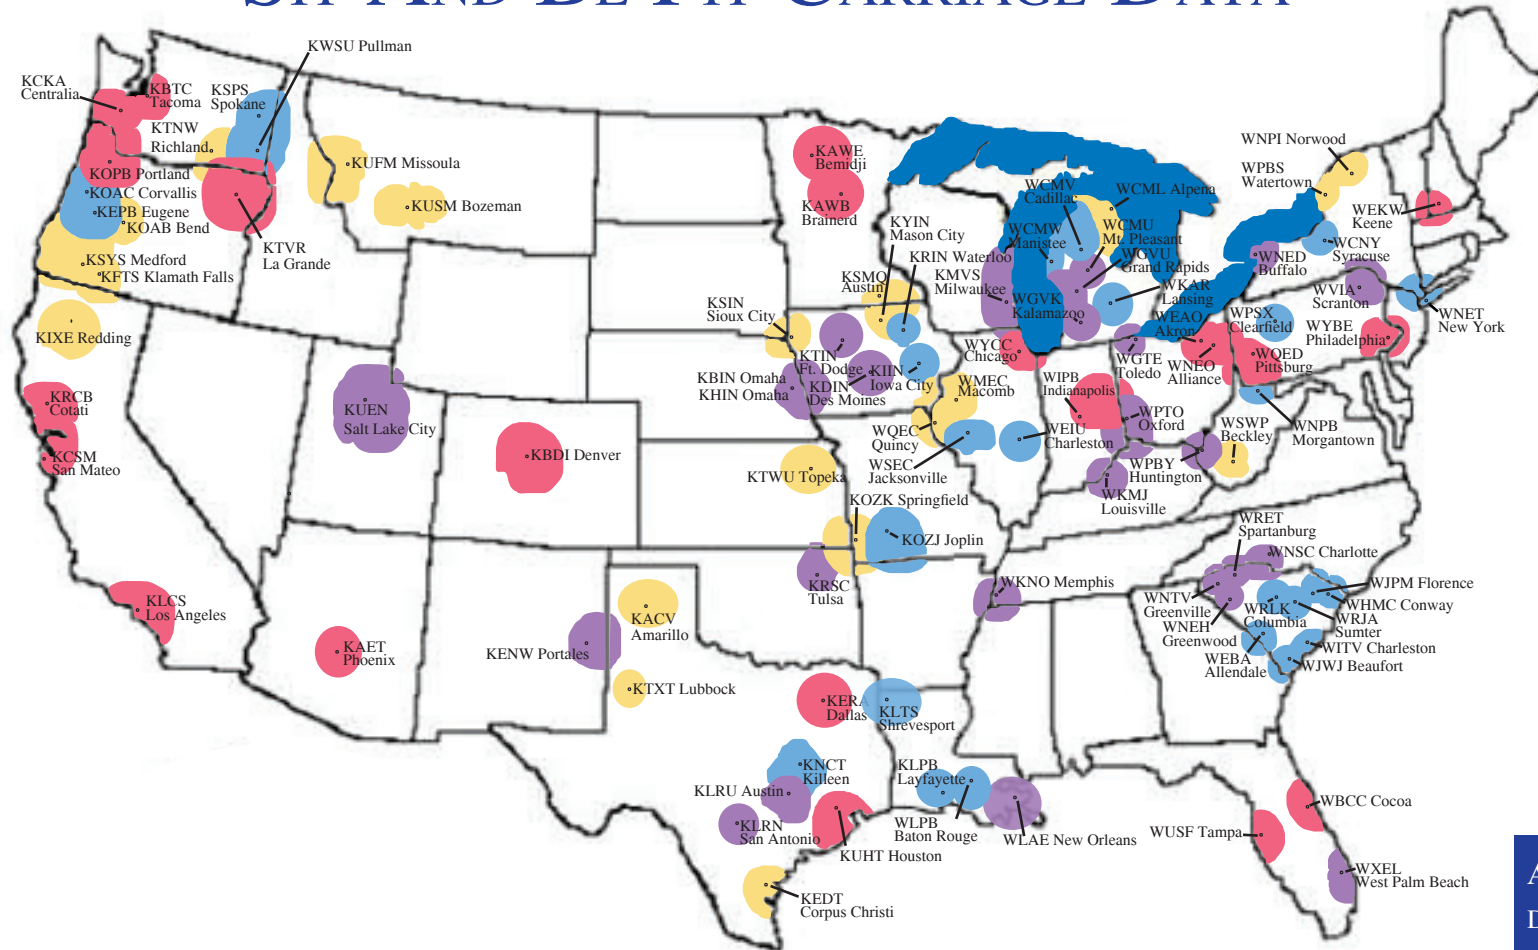 SIT AND BE FIT CARRIAGE DATA
KWSU Pullman
KCKA
Centralia
KBTC
Tacoma
KSPS
Spokane
KTNW
Richland
KOPB Portland
KOAC Corvallis
KEPB Eugene
KOAB Bend
KSYS Medford
KFTS Klamath Falls
KTVR
La Grande
KUFM Missoula
KUSM Bozeman
KIXE Redding
KRCB
Cotati
KCSM
San Mateo
KLCS
Los Angeles
KUEN
Salt Lake City
KBDI Denver
KAET
Phoenix
KENW Portales
KACV
Amarillo
KTXT Lubbock
KAWE
Bemidji
KAWB
Brainerd
KYIN
Mason City
KRIN Waterloo
KSMQ
Austin
KMVS
Milwaukee
KSIN
Sioux City
KTIN
Ft. Dodge
KBIN Omaha
KHIN Omaha
KDIN
Des Moines
KIIN
Iowa City
WCMV
Cadillac
WCML Alpena
WCMW
Manistee
WCMU
Mt. Pleasant
WGVU
Grand Rapids
WGVK
Kalamazoo
WKAR
Lansing
WYCC
Chicago
WMEC
Macomb
WIPB
Indianapolis
WQEC
Quincy
WSEC
Jacksonville
WEIU
Charleston
WGTE
Toledo
WEAO
Akron
WNEO
Alliance
WPTO
Oxford
WPBY
Huntington
WKMJ
Louisville
WSWP
Beckley
WNPB
Morgantown
WQED
Pittsburg
WPSX
Clearfield
WYBE
Philadelphia
WVIA
Scranton
WNET
New York
WNED
Buffalo
WCNY
Syracuse
WEKW
Keene
WPBS
Watertown
WNPI Norwood
KTWU Topeka
KOZK Springfield
KOZJ Joplin
KRSC
Tulsa
WKNO Memphis
WRET
Spartanburg
WNSC Charlotte
WNTV
Greenville
WNEH
Greenwood
WRLK
Columbia
WJPM Florence
WHMC Conway
WRJA
Sumter
WEBA
Allendale
WITV Charleston
WJWJ Beaufort
KERA
Dallas
KLTS
Shrevesport
KNCT
Killeen
KLRU Austin
KLRN
San Antonio
KUHT Houston
KEDT
Corpus Christi
KLPB
Layfayette
WLPB
Baton Rouge
WLAE New Orleans
WBCC Cocoa
WUSF Tampa
WXEL
West Palm Beach
A
D